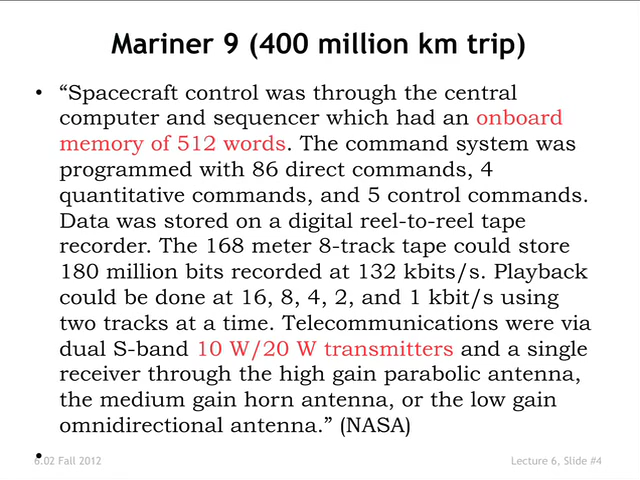 Mariner 9 (400 million km trip)
• “Spacecraft control was through the central
computer and sequencer which had an onboard
memory of 512 words. The command system was
programmed with 86 direct commands, 4
quantitative commands, and 5 control commands.
Data was stored on a digital reel-to-reel tape
recorder. The 168 meter 8-track tape could store
180 million bits recorded at 132 kbits/s. Playback
could be done at 16, 8, 4, 2, and 1 kbit/s using
two tracks at a time. Telecommunications were via
dual S-band 10 W/20 W transmitters and a single
receiver through the high gain parabolic antenna,
the medium gain horn antenna, or the low gain
omnidirectional antenna.” (NASA)
•
6.02 Fall 2012
Lecture 6, Slide #4